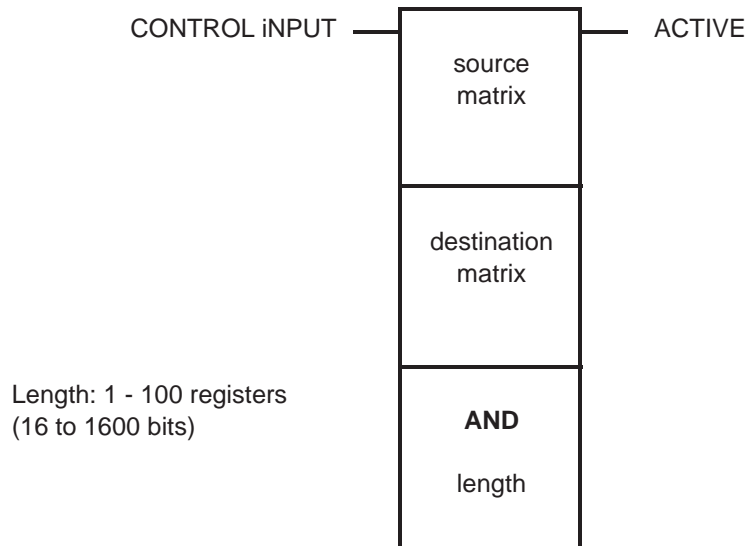 CONTROL iNPUT
ACTIVE
source
matrix
destination
matrix
Length: 1 - 100 registers
(16 to 1600 bits)
AND
length